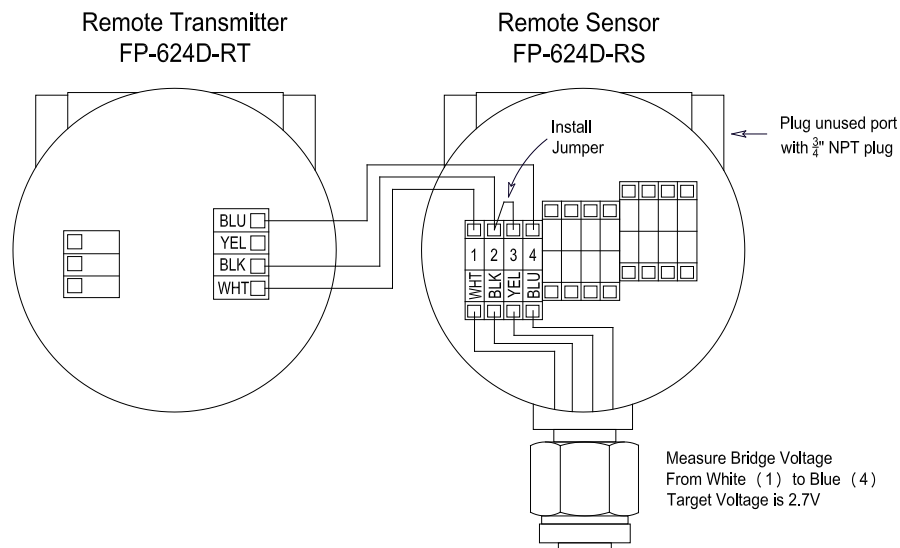 Remote Transmitter
FP-624D-RT
Remote Sensor
FP-624D-RS
Install
Jumper
Plug unused port
with 3/4" NPT plug
BLU
YEL
BLK
WHT
1 2 3 4
WHT BLK YEL BLU
Measure Bridge Voltage
From White (1) to Blue (4)
Target Voltage is 2.7V